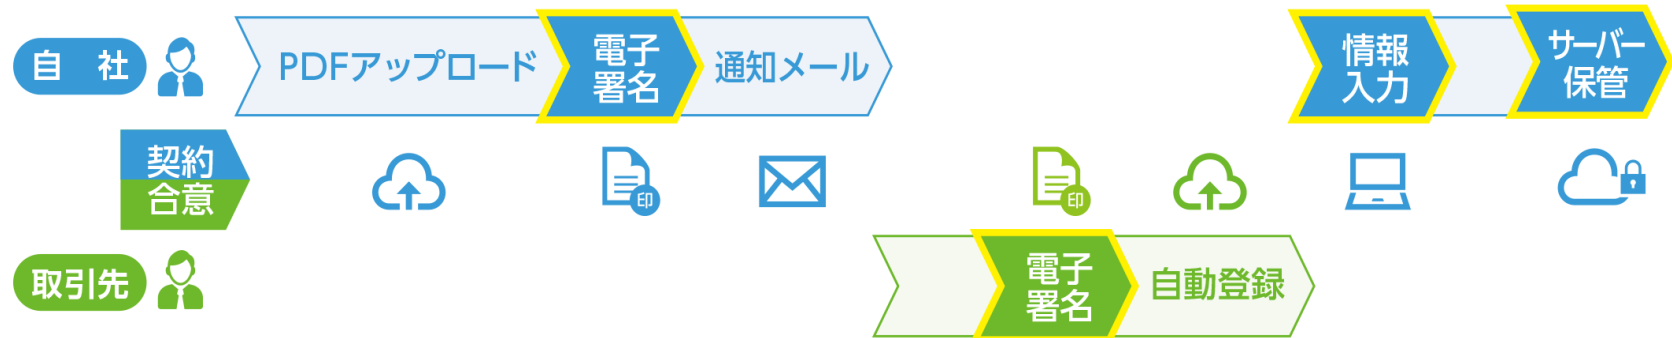 自 社
PDFアップロード
電子
署名
通知メール
情報
入力
サーバー
保管
契約
合意
印
印
取引先
電子
署名
自動登録